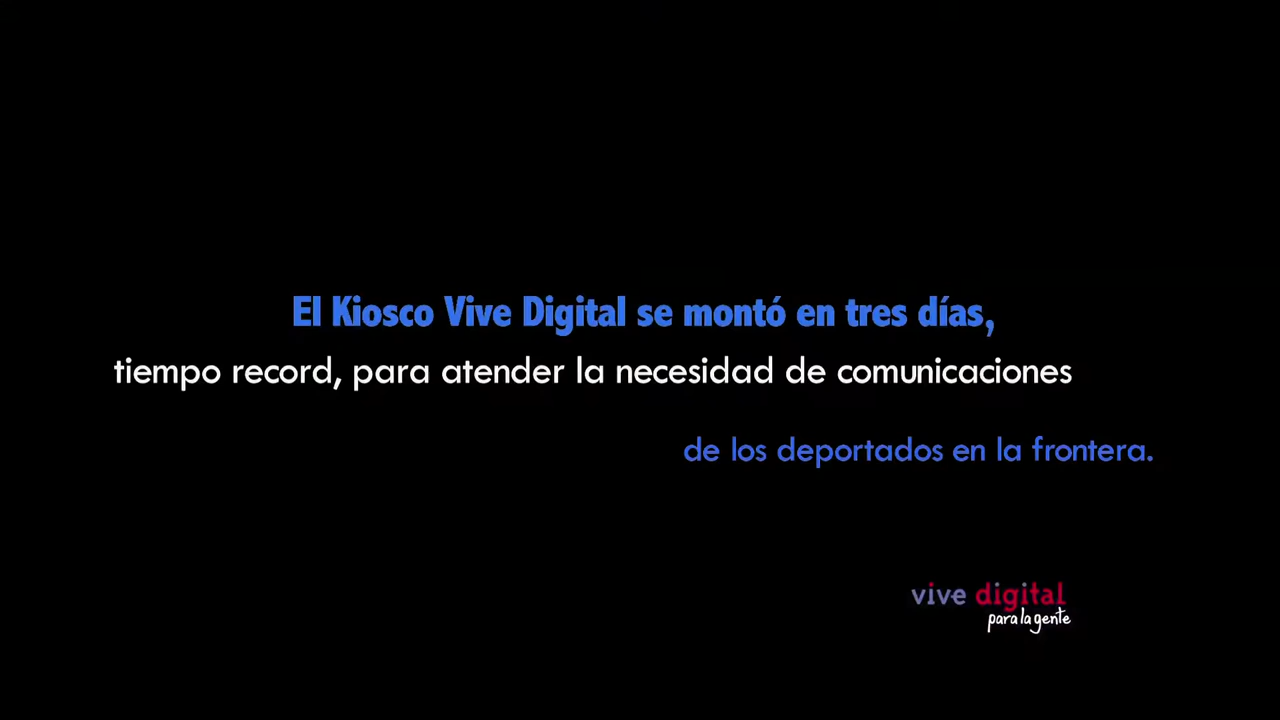 El Kiosco Vive Digital se montó en tres días,
tiempo record, para atender la necesidad de comunicaciones
de los deportados en la frontera.
vive digital
para la gente